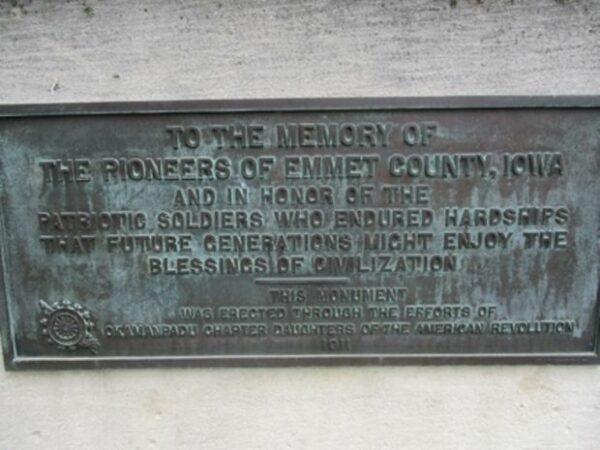 TO THE MEMORY OF
THE PIONEERS OF EMMET COUNTY, IOWA
AND IN HONOR OF THE
PATRIOTIC SOLDIERS WHO ENDURED HARDSHIPS
THAT FUTURE GENERATIONS MIGHT ENJOY THE
BLESSINGS OF CIVILIZATION
THIS MONUMENT
WAS ERECTED THROUGH THE EFFORTS OF
OKAMANPADU CHAPTER DAUGHTERS OF THE AMERICAN REVOLUTION
1911